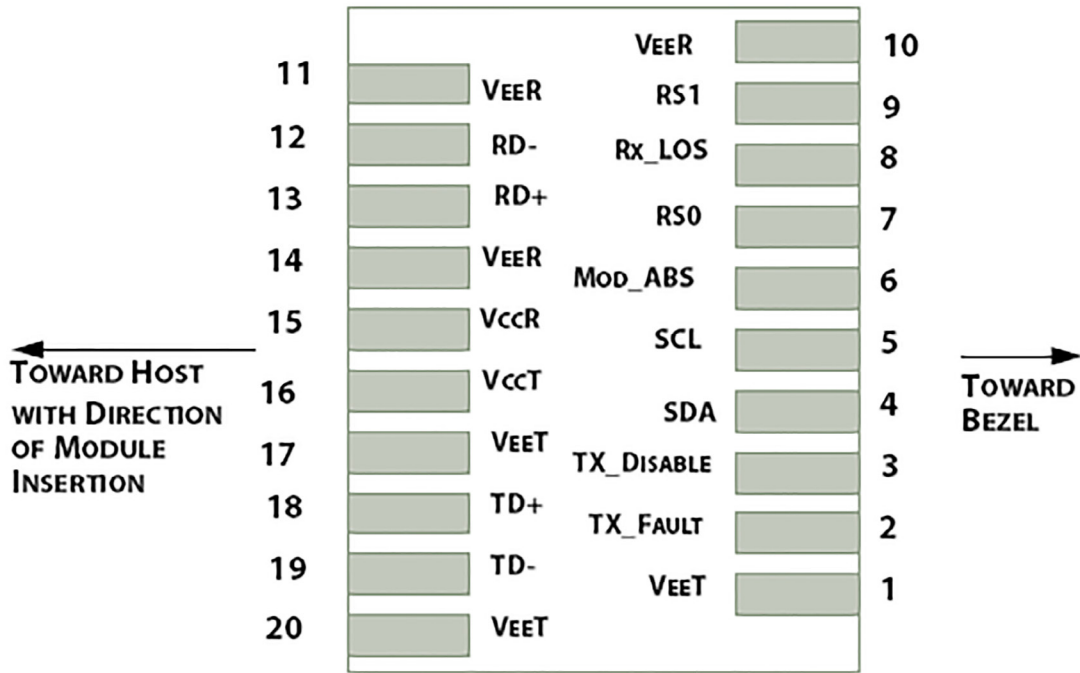 11
VEER
12
RD-
13
RD+
14
VEER
15
VCCR
16
VCCT
17
VEET
18
TD+
19
TD-
20
VEET
VEER
10
RS1
9
RX_LOS
8
RS0
7
MOD_ABS
6
SCL
5
SDA
4
TX_DISABLE
3
TX_FAULT
2
VEET
1
TOWARD HOST
WITH DIRECTION
OF MODULE
INSERTION
TOWARD
BEZEL